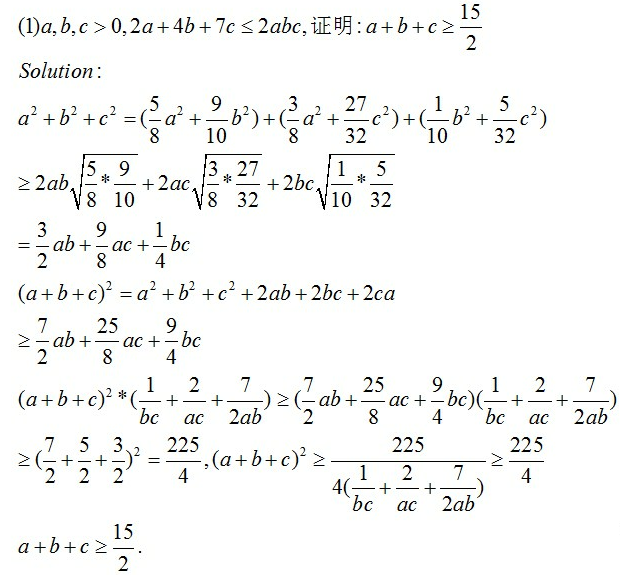 (1)a,b,c > 0, 2a + 4b + 7c ≤ 2abc, 证明: a + b + c ≥ 15/2
Solution:
a² + b² + c² = (5/8 a² + 9/10 b²) + (3/8 a² + 27/32 c²) + (1/10 b² + 5/32 c²)
≥ 2ab√(5/8 * 9/10) + 2ac√(3/8 * 27/32) + 2bc√(1/10 * 5/32)
= 3/2 ab + 9/8 ac + 1/4 bc
(a + b + c)² = a² + b² + c² + 2ab + 2bc + 2ca
≥ 7/2 ab + 25/8 ac + 9/4 bc
(a + b + c)² * (1/bc + 2/ac + 7/2ab) ≥ (7/2 ab + 25/8 ac + 9/4 bc)(1/bc + 2/ac + 7/2ab)
≥ (7/2 + 5/2 + 3/2)² = 225/4, (a + b + c)² ≥ 225/(4(1/bc + 2/ac + 7/2ab)) ≥ 225/4
a + b + c ≥ 15/2.